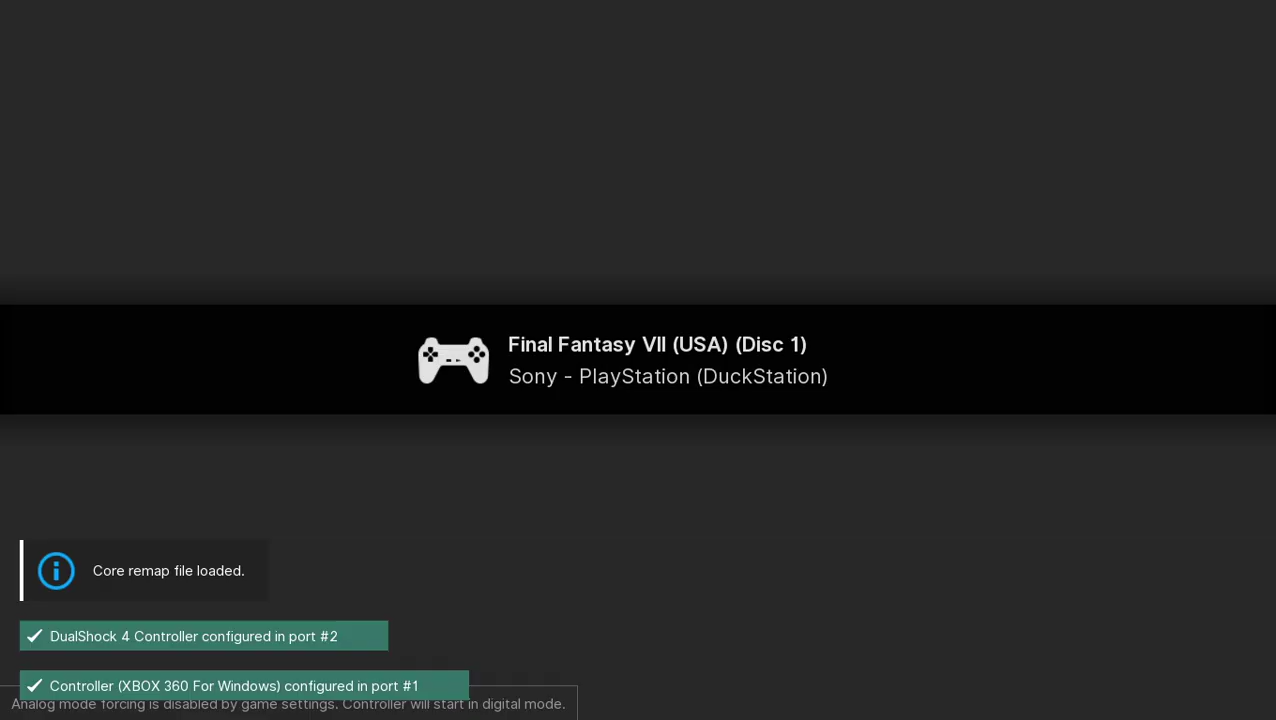 Final Fantasy VII (USA) (Disc 1)
Sony - PlayStation (DuckStation)
Core remap file loaded.
DualShock 4 Controller configured in port #2
Controller (XBOX 360 For Windows) configured in port #1
Analog mode forcing is disabled by game settings. Controller will start in digital mode.